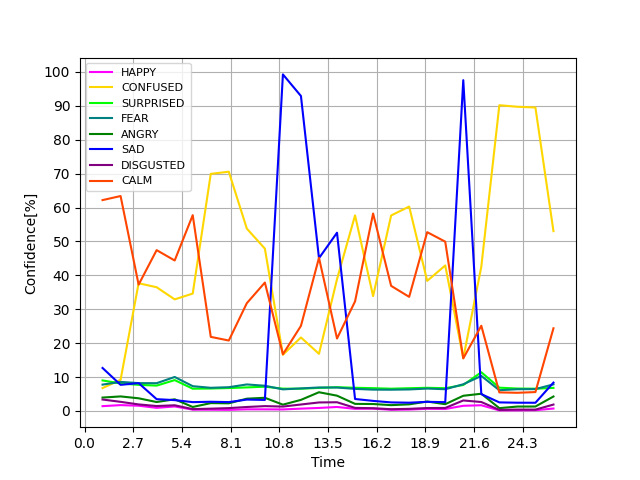 HAPPY
CONFUSED
SURPRISED
FEAR
ANGRY
SAD
DISGUSTED
CALM
Confidence[%]
100
90
80
70
60
50
40
30
20
10
0
0.0 2.7 5.4 8.1 10.8 13.5 16.2 18.9 21.6 24.3
Time